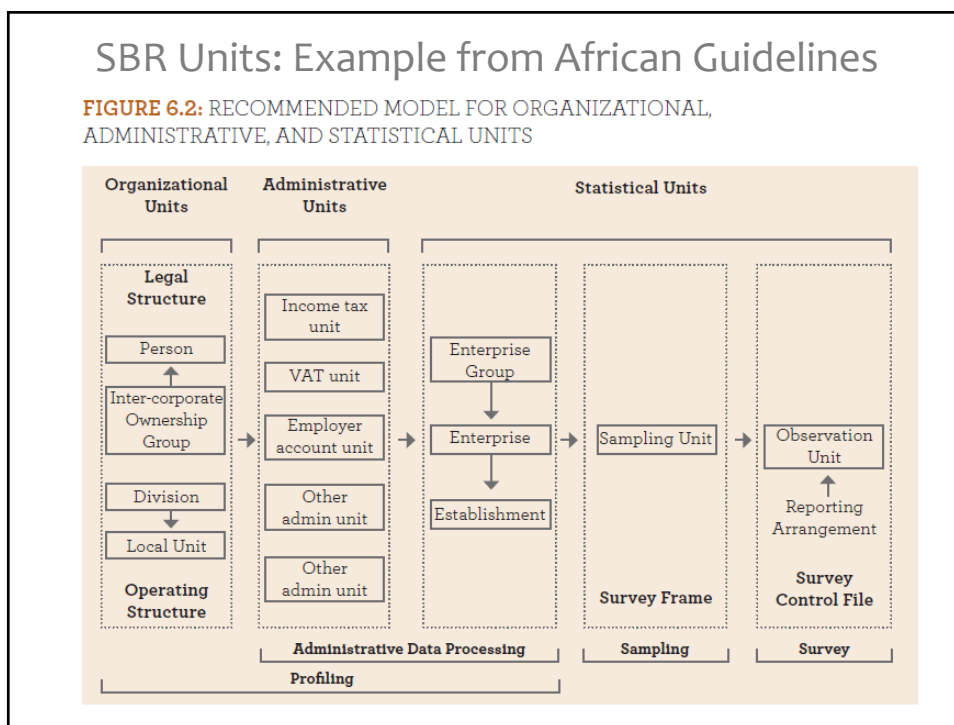 SBR Units: Example from African Guidelines
FIGURE 6.2: RECOMMENDED MODEL FOR ORGANIZATIONAL,
ADMINISTRATIVE, AND STATISTICAL UNITS
Organizational
Units
Administrative
Units
Statistical Units
Legal
Structure
Person
Inter-corporate
Ownership
Group
Division
Local Unit
Operating
Structure
Income tax
unit
VAT unit
Employer
account unit
Other
admin unit
Other
admin unit
Enterprise
Group
Enterprise
Establishment
Sampling Unit
Survey Frame
Observation
Unit
Reporting
Arrangement
Survey
Control File
Administrative Data Processing
Sampling
Survey
Profiling